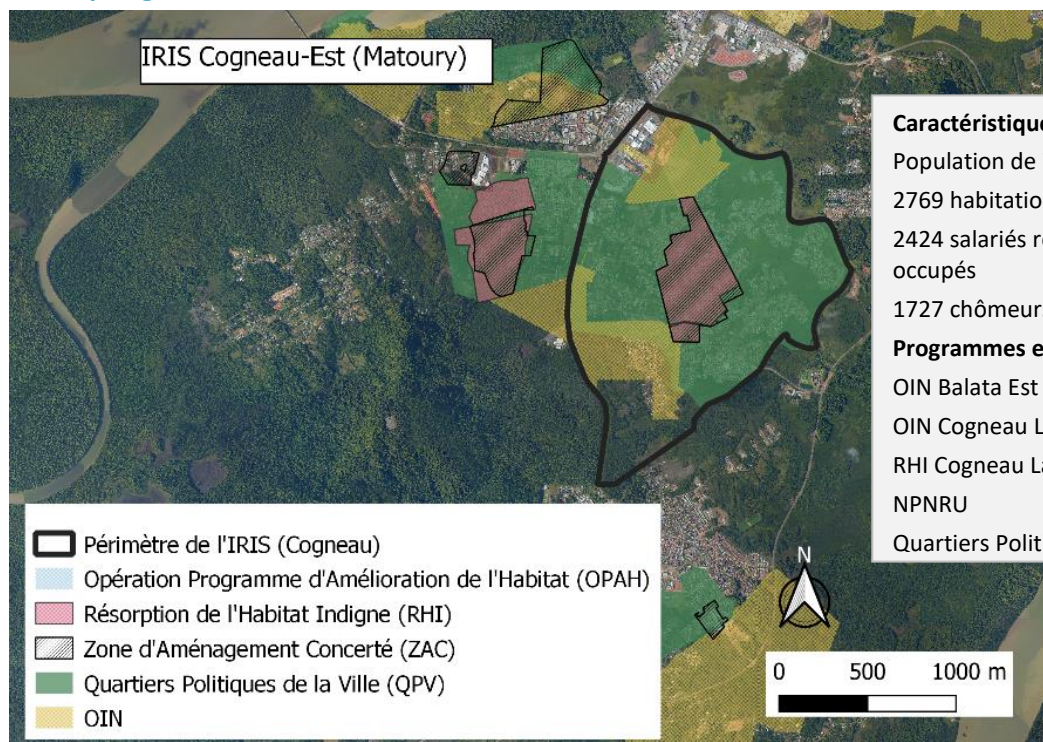 IRIS Cogneau-Est (Matoury)
Caractéristique
Population de
2769 habitatio
2424 salariés r
occupés
1727 chômeur
Programmes e
OIN Balata Est
OIN Cogneau L
RHI Cogneau La
NPNRU
Quartiers Polit
Périmètre de l'IRIS (Cogneau)
Opération Programme d'Amélioration de l'Habitat (OPAH)
Résorption de l'Habitat Indigne (RHI)
Zone d'Aménagement Concerté (ZAC)
Quartiers Politiques de la Ville (QPV)
OIN
N
0 500 1000 m